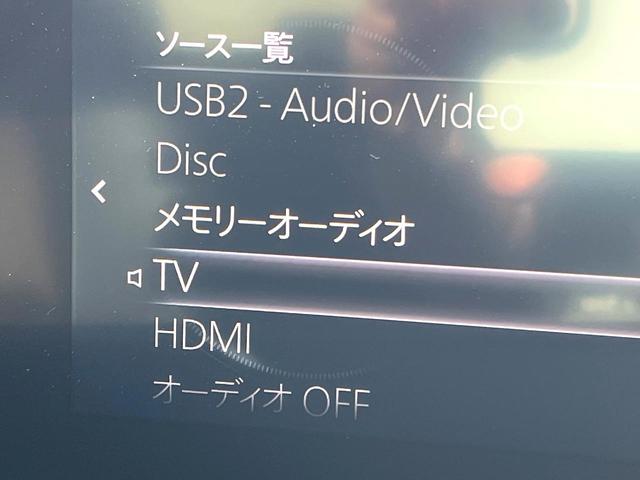 ソース一覧
USB2 - Audio/Video
Disc
メモリーオーディオ
TV
HDMI
オーディオ OFF